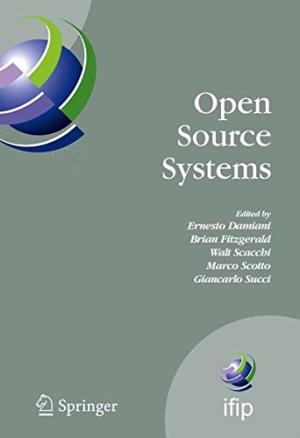 Open
Source
Systems
Edited by
Ernesto Damiani
Brian Fitzgerald
Walt Scacchi
Marco Scotto
Giancarlo Succi
Springer
ifip